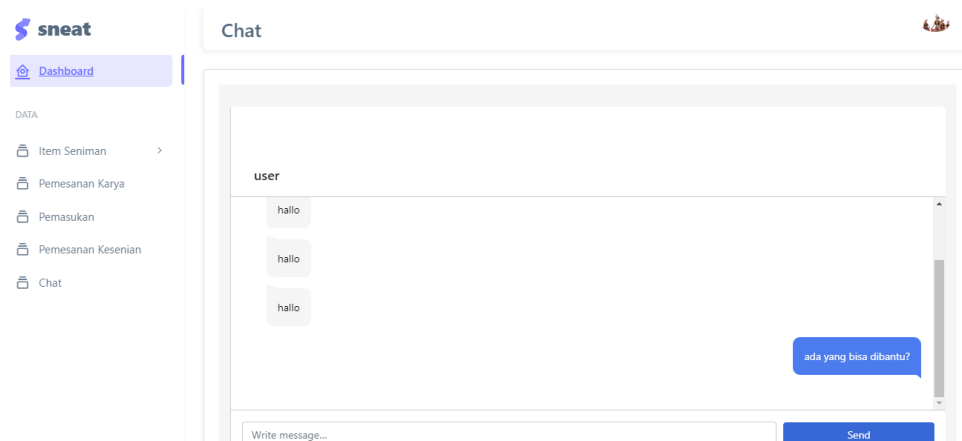 sneat
Dashboard
DATA
Item Seniman
Pemesanan Karya
Pemasukan
Pemesanan Kesenian
Chat
Chat
user
hallo
hallo
hallo
ada yang bisa dibantu?
Write message...
Send